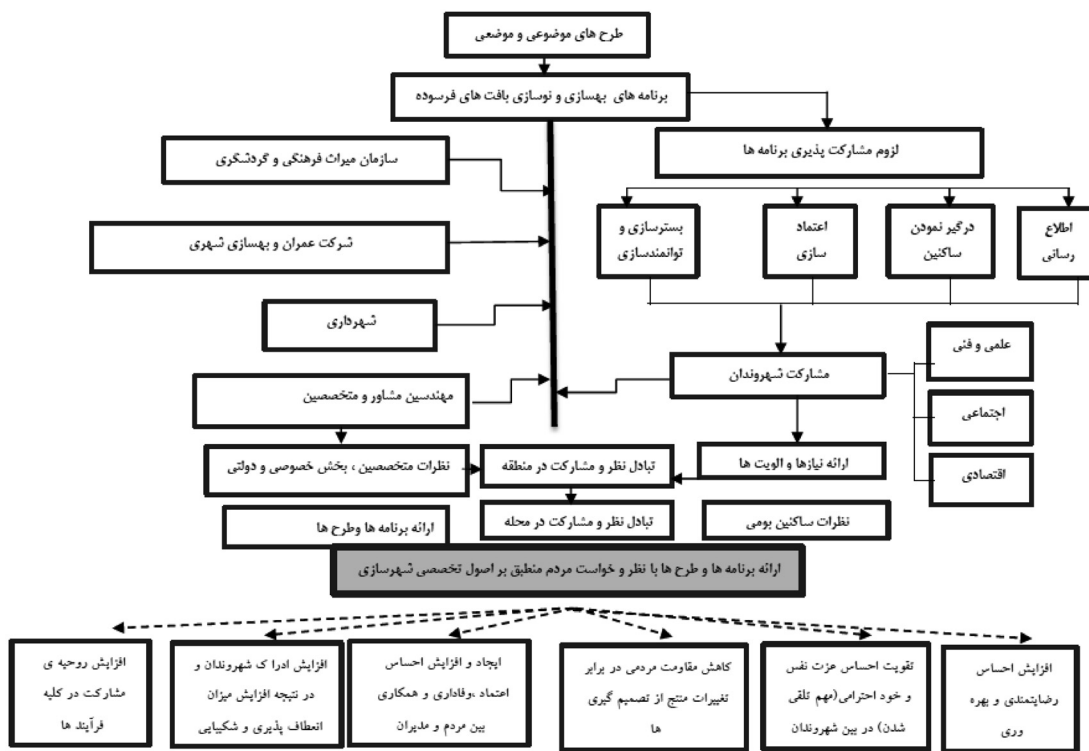 طرح های موضوعی و موضعی
برنامه های بهسازی و نوسازی بافت های فرسوده
لزوم مشارکت پذیری برنامه ها
سازمان میراث فرهنگی و گردشگری
اطلاع
رسانی
درگیر نمودن
ساکنین
اعتماد
سازی
بسترسازی و
توانمندسازی
شرکت عمران و بهسازی شهری
شهرداری
علمی و فنی
مشارکت شهروندان
مهندسین مشاور و متخصصین
اجتماعی
ارائه نیازها و الویت ها
تبادل نظر و مشارکت در منطقه
نظرات متخصصین ، بخش خصوصی و دولتی
اقتصادی
نظرات ساکنین بومی
تبادل نظر و مشارکت در محله
ارائه برنامه ها وطرح ها
ارائه برنامه ها و طرح ها با نظر و خواست مردم منطبق بر اصول تخصصی شهرسازی
افزایش احساس
رضایتمندی و بهره
وری
تقویت احساس عزت نفس
و خود احترامی(مهم تلقی
شدن) در بین شهروندان
کاهش مقاومت مردمی در برابر
تغییرات منتج از تصمیم گیری
ها
ایجاد و افزایش احساس
اعتماد ،وفاداری و همکاری
بین مردم و مدیران
افزایش ادرا ک شهروندان و
در نتیجه افزایش میزان
انعطاف پذیری و شکیبایی
افزایش روحیه ی
مشارکت در کلیه
فرآیند ها